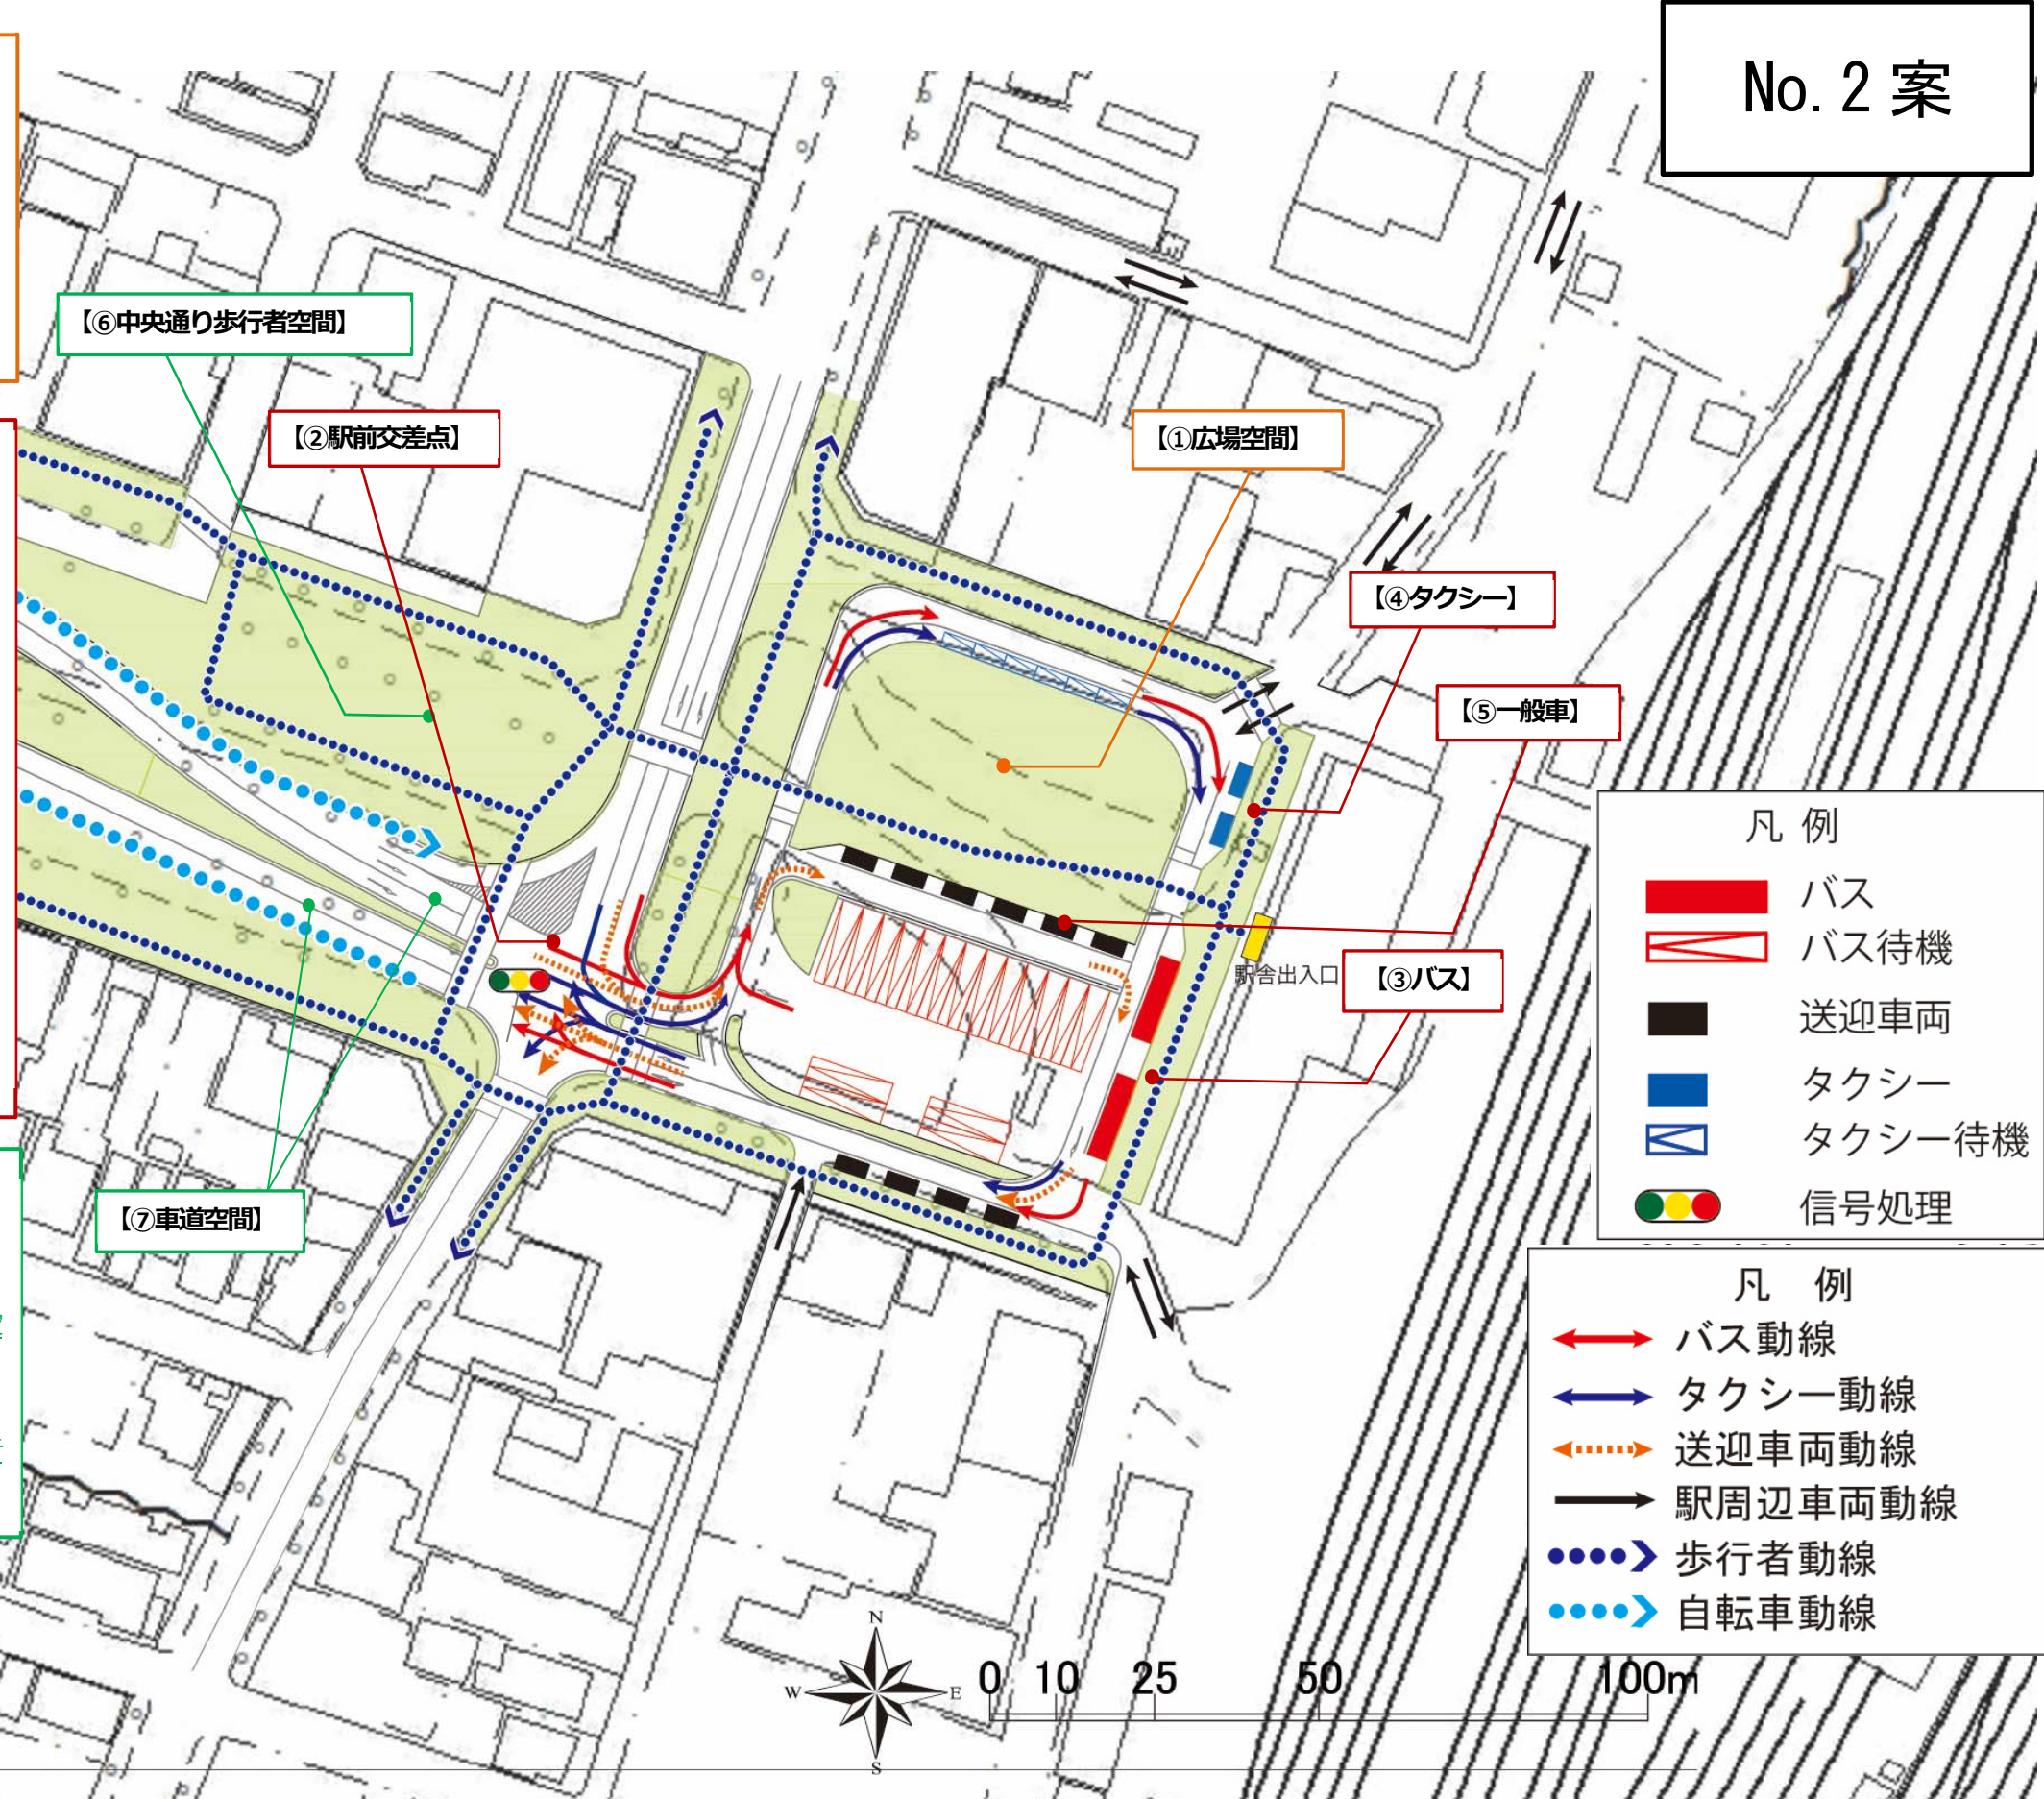 No.2 案
【⑥中央通り歩行者空間】
【②駅前交差点】
【①広場空間】
【④タクシー】
【⑤一般車】
駅舎出入口
【③バス】
【⑦車道空間】
凡 例
バス
バス待機
送迎車両
タクシー
タクシー待機
信号処理
凡 例
バス動線
タクシー動線
送迎車両動線
駅周辺車両動線
歩行者動線
自転車動線
N
W
E
S
0 10 25 50 100m